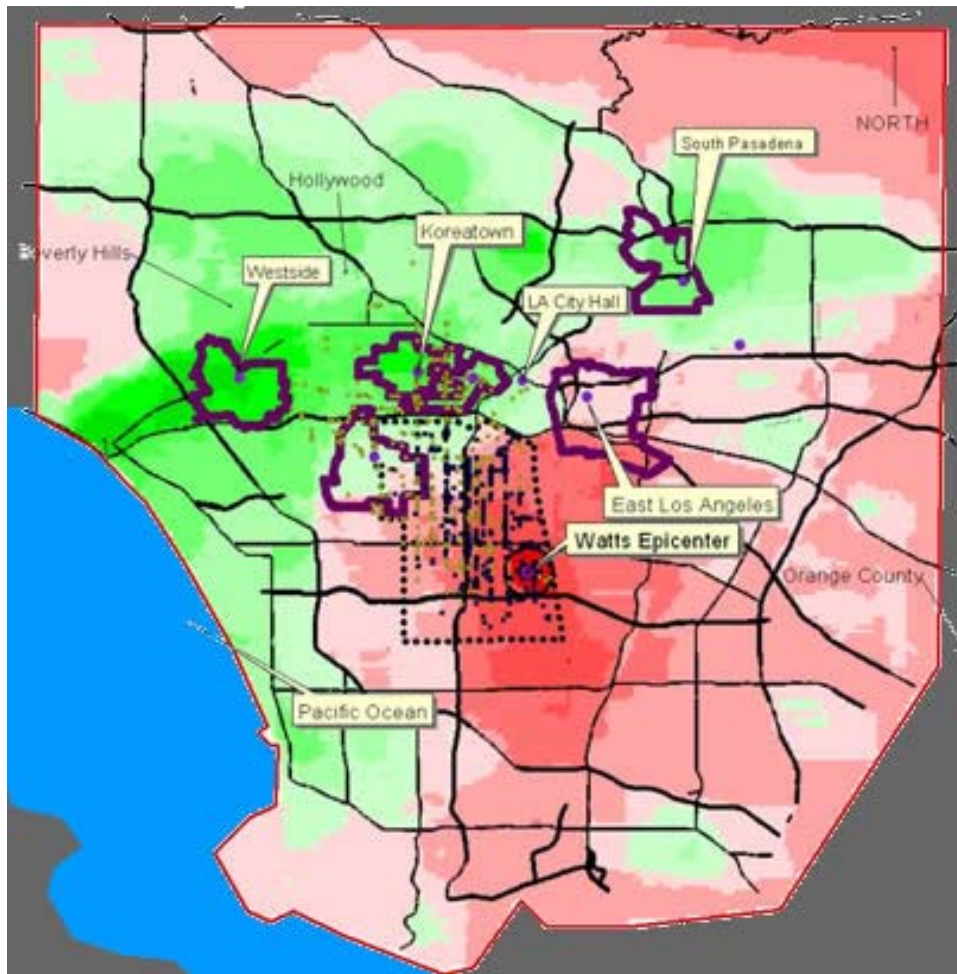 NORTH
South Pasadena
Hollywood
Koreatown
Beverly Hills
Westside
LA City Hall
East Los Angeles
Watts Epicenter
Orange County
Pacific Ocean